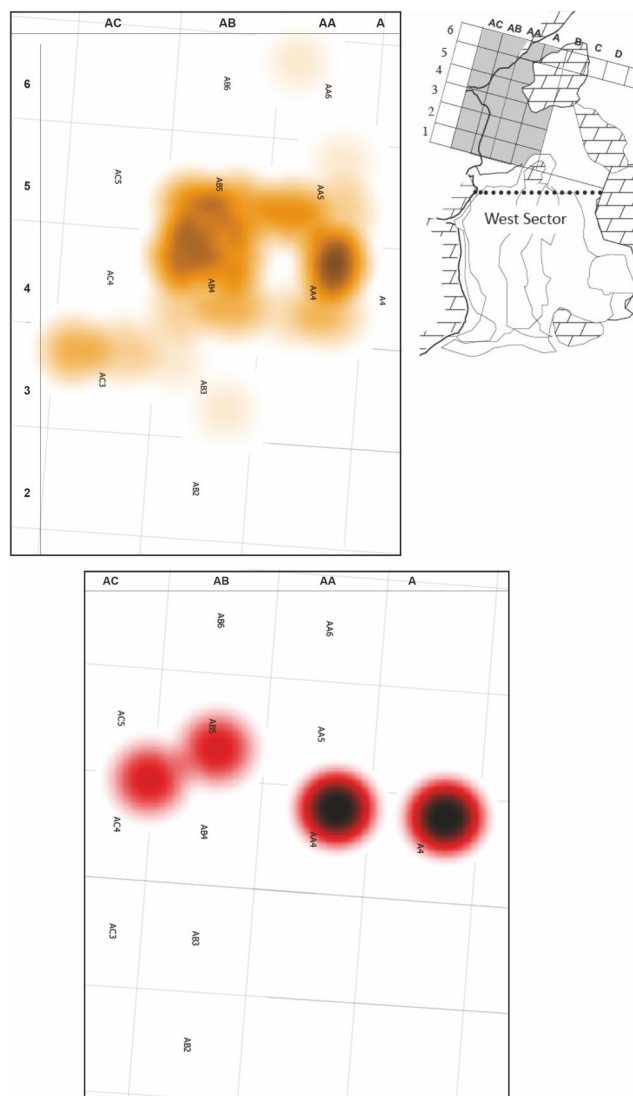 AC AB AA A
6 AB6 AA6
5 AC5 AB5 AA5
4 AC4 AB4 AA4 A4
3 AC3 AB3
2 AB2
AC AB AA A B C D
6
5
4
3
2
1
West Sector
AC AB AA A
AB6 AA6
AC5 AB5 AA5
AC4 AB4 AA4 A4
AC3 AB3
AB2